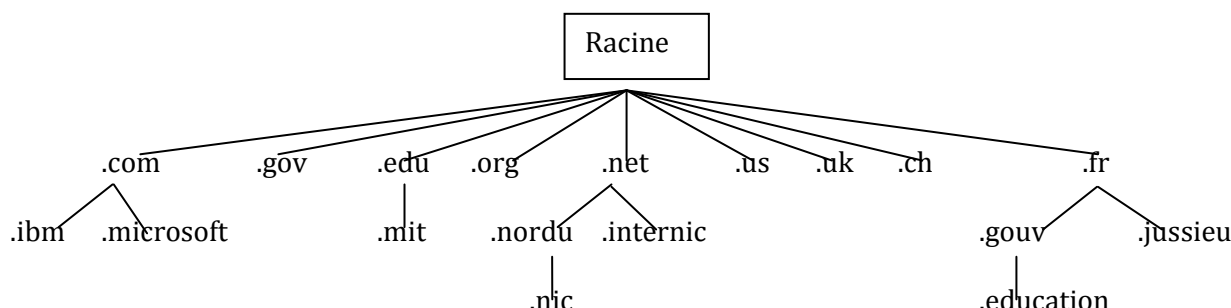 Racine
.com .gov .edu .org .net .us .uk .ch .fr
.ibm .microsoft .mit .nordu .internic .gouv .jussieu
.nic .education